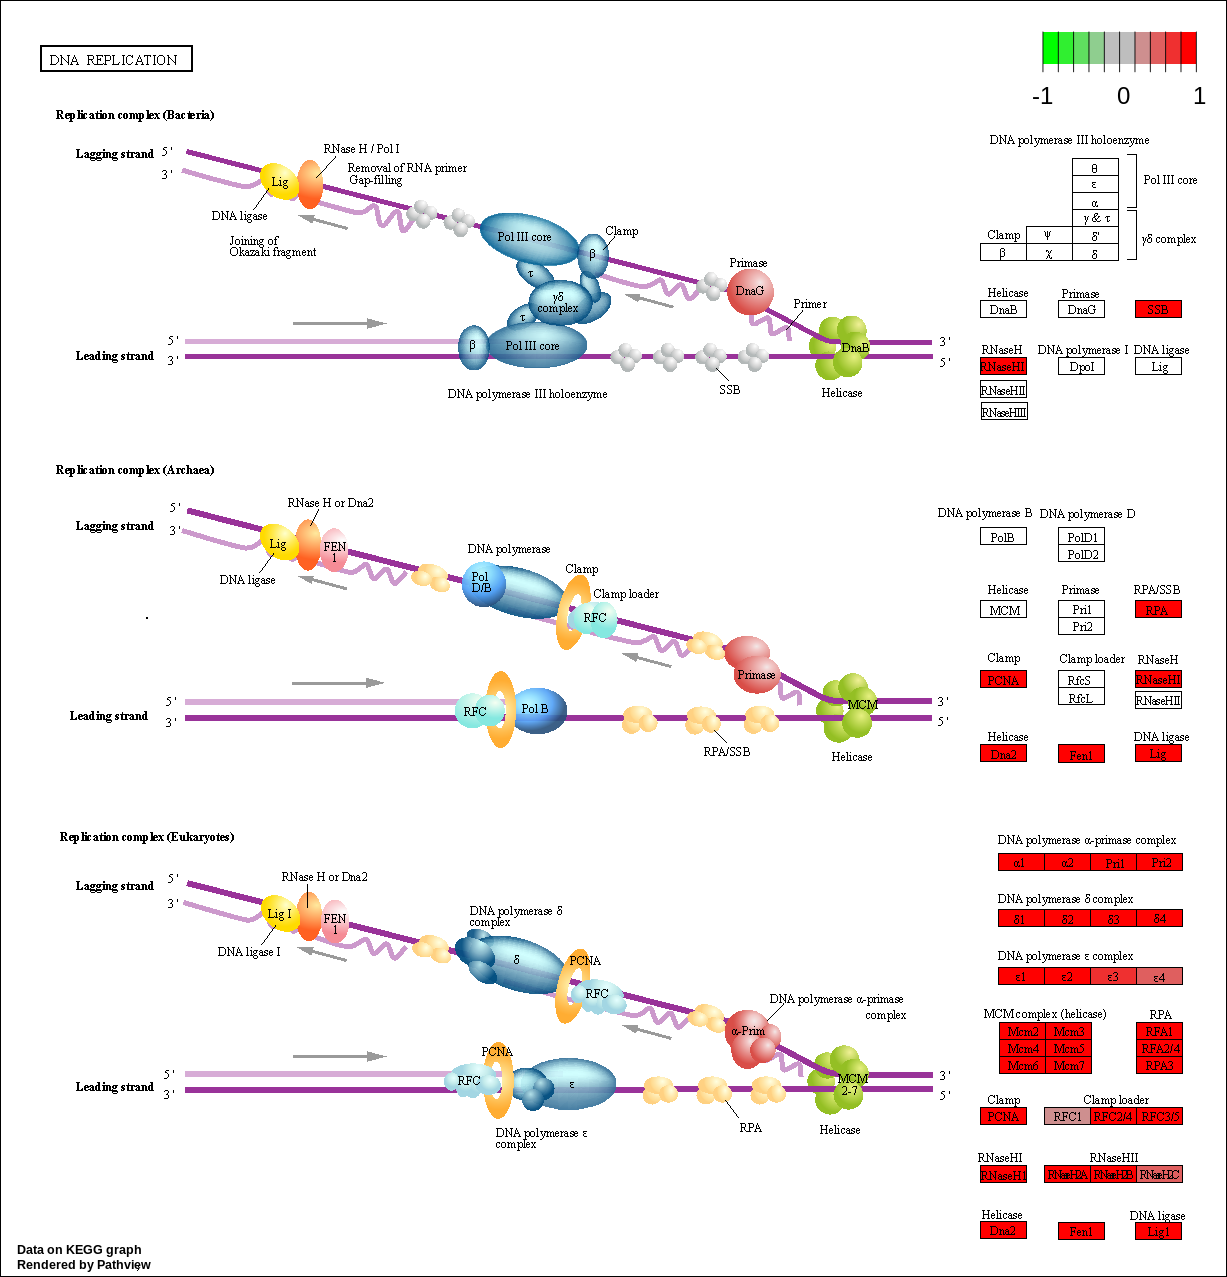 DNA REPLICATION
-1 0 1
Replication complex (Bacteria)
Lagging strand
5'
3'
Lig
RNase H / Pol I
Removal of RNA primer
Gap-filling
DNA ligase
Joining of
Okazaki fragment
Pol III core
Clamp
β
τ
γδ
complex
τ
Primase
DnaG
Primer
Leading strand
5'
3'
β
Pol III core
DnaB
3'
5'
SSB
Helicase
DNA polymerase III holoenzyme
DNA polymerase III holoenzyme
θ
ε
α
Pol III core
γ & τ
Clamp
ψ
δ'
γδ complex
β
χ
δ
Helicase
DnaB
Primase
DnaG
SSB
RNaseH
RNaseHI
RNaseHII
RNaseHIII
DNA polymerase I
DpoI
DNA ligase
Lig
Replication complex (Archaea)
Lagging strand
5'
3'
RNase H or Dna2
Lig
FEN
1
DNA ligase
DNA polymerase
Pol
D/B
Clamp
Clamp loader
RFC
Primase
Leading strand
5'
3'
RFC
Pol B
RPA/SSB
MCM
3'
5'
Helicase
DNA polymerase B
PolB
DNA polymerase D
PolD1
PolD2
Helicase
MCM
Primase
Pri1
Pri2
RPA/SSB
RPA
Clamp
PCNA
Clamp loader
RfcS
RfcL
RNaseH
RNaseHI
RNaseHII
Helicase
Dna2
Fen1
DNA ligase
Lig
Replication complex (Eukaryotes)
Lagging strand
5'
3'
RNase H or Dna2
Lig I
FEN
1
DNA ligase I
DNA polymerase δ
complex
δ
PCNA
RFC
DNA polymerase α-primase
complex
α-Prim
Leading strand
5'
3'
PCNA
RFC
ε
DNA polymerase ε
complex
RPA
MCM
2-7
3'
5'
Helicase
DNA polymerase α-primase complex
α1 α2 Pri1 Pri2
DNA polymerase δ complex
δ1 δ2 δ3 δ4
DNA polymerase ε complex
ε1 ε2 ε3 ε4
MCM complex (helicase)
Mcm2 Mcm3
Mcm4 Mcm5
Mcm6 Mcm7
RPA
RFA1
RFA2/4
RPA3
Clamp
PCNA
Clamp loader
RFC1 RFC2/4 RFC3/5
RNaseHI
RNaseH1
RNaseHII
RNaseH2A RNaseH2B RNaseH2C
Helicase
Dna2
Fen1
DNA ligase
Lig1
Data on KEGG graph
Rendered by Pathview